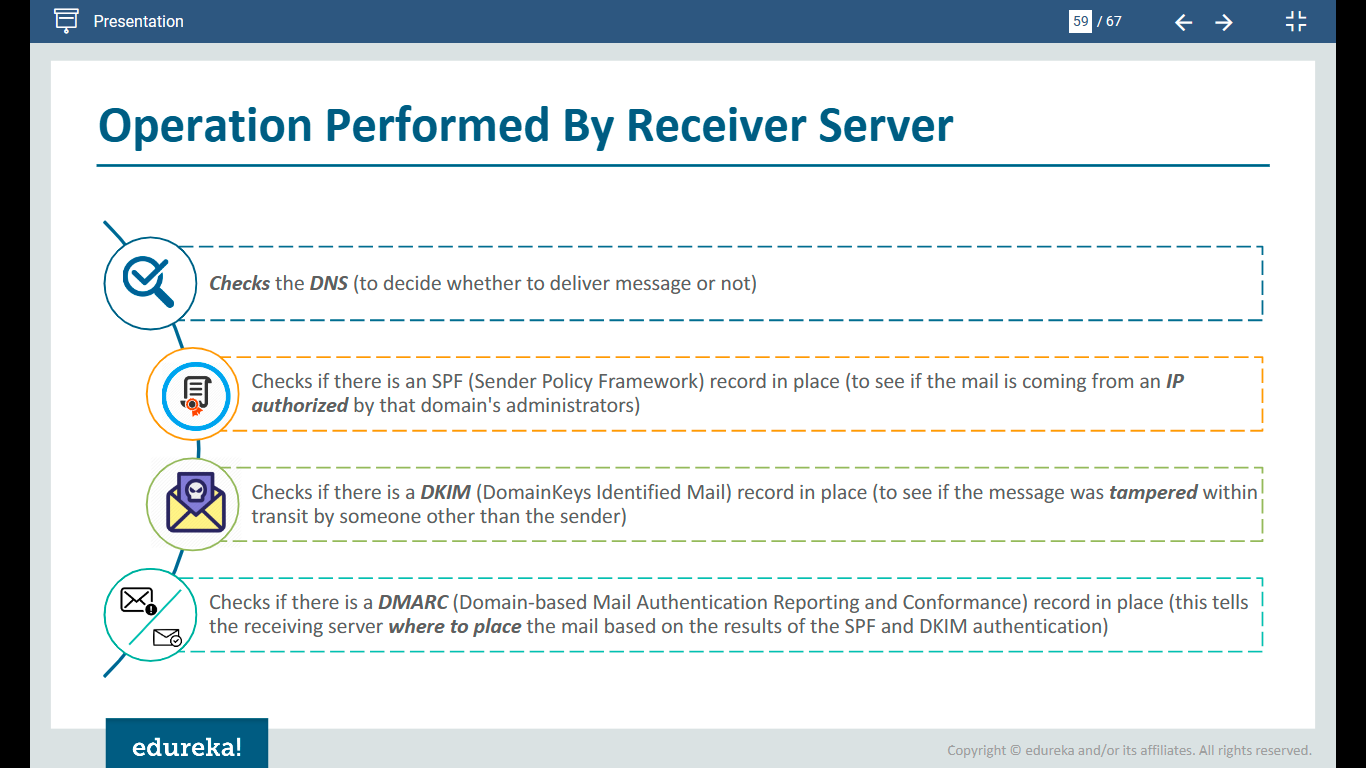 Presentation
59 / 67
Operation Performed By Receiver Server
Checks the DNS (to decide whether to deliver message or not)
Checks if there is an SPF (Sender Policy Framework) record in place (to see if the mail is coming from an IP
authorized by that domain's administrators)
Checks if there is a DKIM (DomainKeys Identified Mail) record in place (to see if the message was tampered within
transit by someone other than the sender)
Checks if there is a DMARC (Domain-based Mail Authentication Reporting and Conformance) record in place (this tells
the receiving server where to place the mail based on the results of the SPF and DKIM authentication)
edureka!
Copyright © edureka and/or its affiliates. All rights reserved.